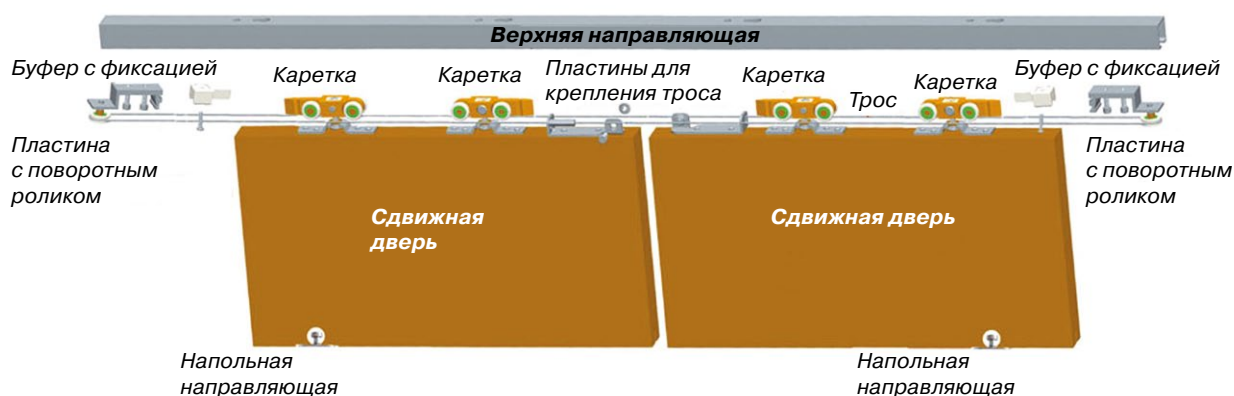 Верхняя направляющая
Буфер с фиксацией
Каретка
Каретка
Пластины для
крепления троса
Каретка
Трос
Каретка
Буфер с фиксацией
Пластина
с поворотным
роликом
Пластина
с поворотным
роликом
Сдвижная
дверь
Сдвижная дверь
Напольная
направляющая
Напольная
направляющая